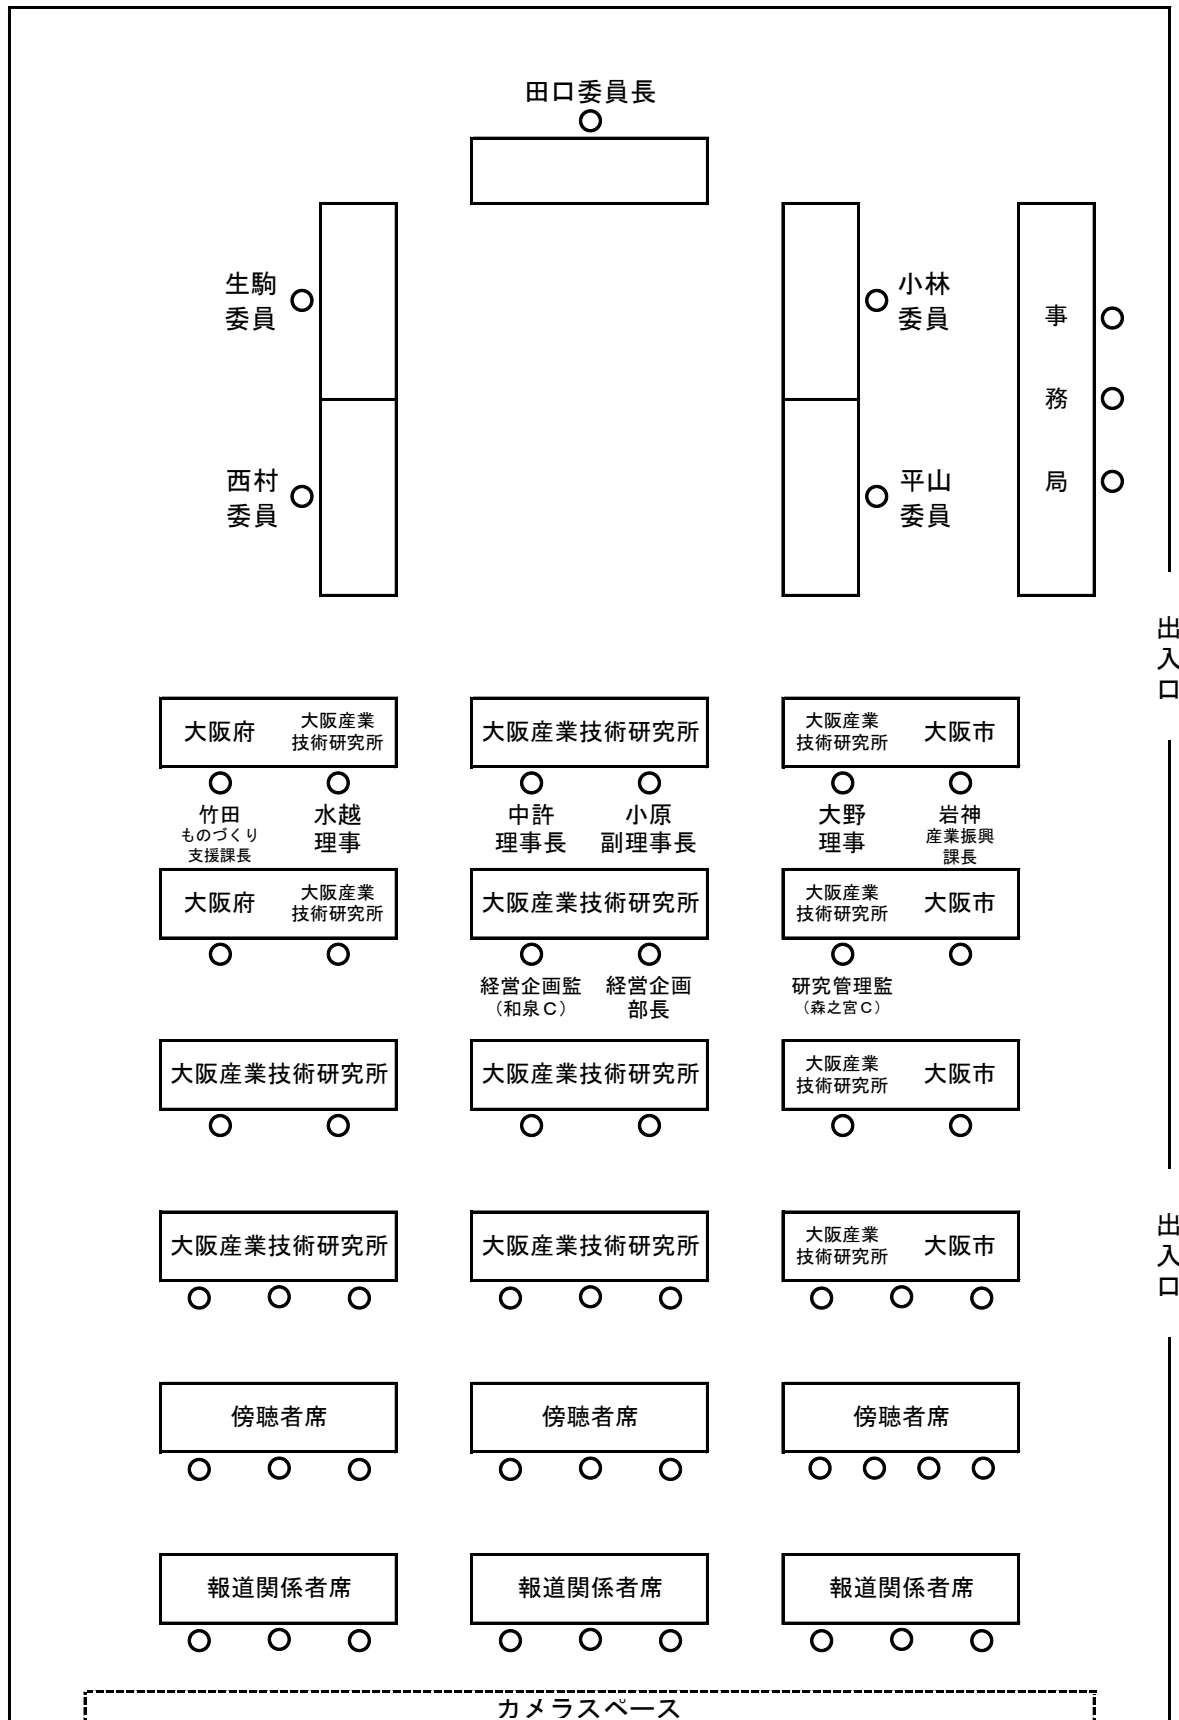 田口委員長
生駒
委員
小林
委員
事
務
局
西村
委員
平山
委員
出
入
口
大阪府
大阪産業
技術研究所
大阪産業技術研究所
大阪産業
技術研究所
大阪市
竹田
ものづくり
支援課長
水越
理事
中許
理事長
小原
副理事長
大野
理事
岩神
産業振興
課長
大阪府
大阪産業
技術研究所
大阪産業技術研究所
大阪産業
技術研究所
大阪市
経営企画監
（和泉Ｃ）
経営企画
部長
研究管理監
（森之宮Ｃ）
大阪産業技術研究所
大阪産業技術研究所
大阪産業
技術研究所
大阪市
大阪産業技術研究所
大阪産業技術研究所
大阪産業
技術研究所
大阪市
出
入
口
傍聴者席
傍聴者席
傍聴者席
報道関係者席
報道関係者席
報道関係者席
カメラスペース